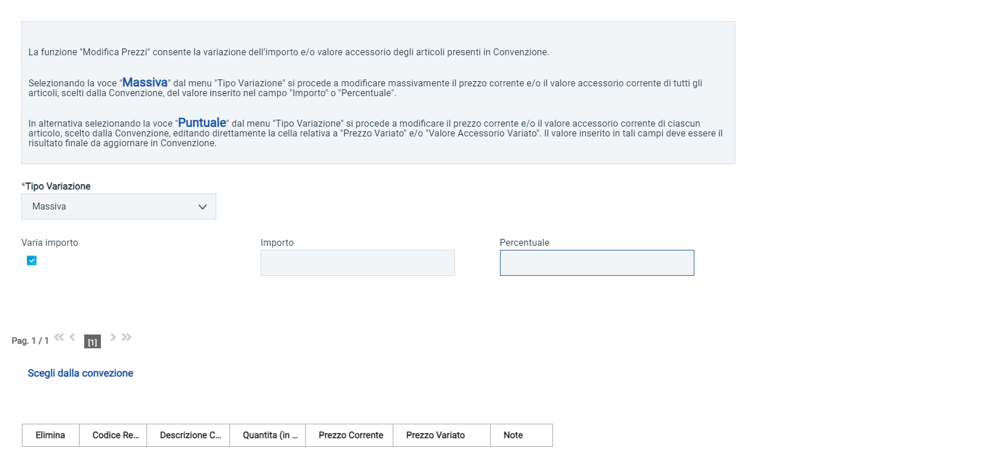 La funzione "Modifica Prezzi" consente la variazione dell'importo e/o valore accessorio degli articoli presenti in Convenzione.
Selezionando la voce "Massiva" dal menu "Tipo Variazione" si procede a modificare massivamente il prezzo corrente e/o il valore accessorio corrente di tutti gli
articoli, scelti dalla Convenzione, del valore inserito nel campo "Importo" o "Percentuale".
In alternativa selezionando la voce "Puntuale" dal menu "Tipo Variazione" si procede a modificare il prezzo corrente e/o il valore accessorio corrente di ciascun
articolo, scelto dalla Convenzione, editando direttamente la cella relativa a "Prezzo Variato" e/o "Valore Accessorio Variato". Il valore inserito in tali campi deve essere il
risultato finale da aggiornare in Convenzione.
*Tipo Variazione
Massiva
Varia importo Importo Percentuale
Pag. 1 / 1 [1]
Scegli dalla convezione
Elimina Codice Re... Descrizione C... Quantita (in ... Prezzo Corrente Prezzo Variato Note